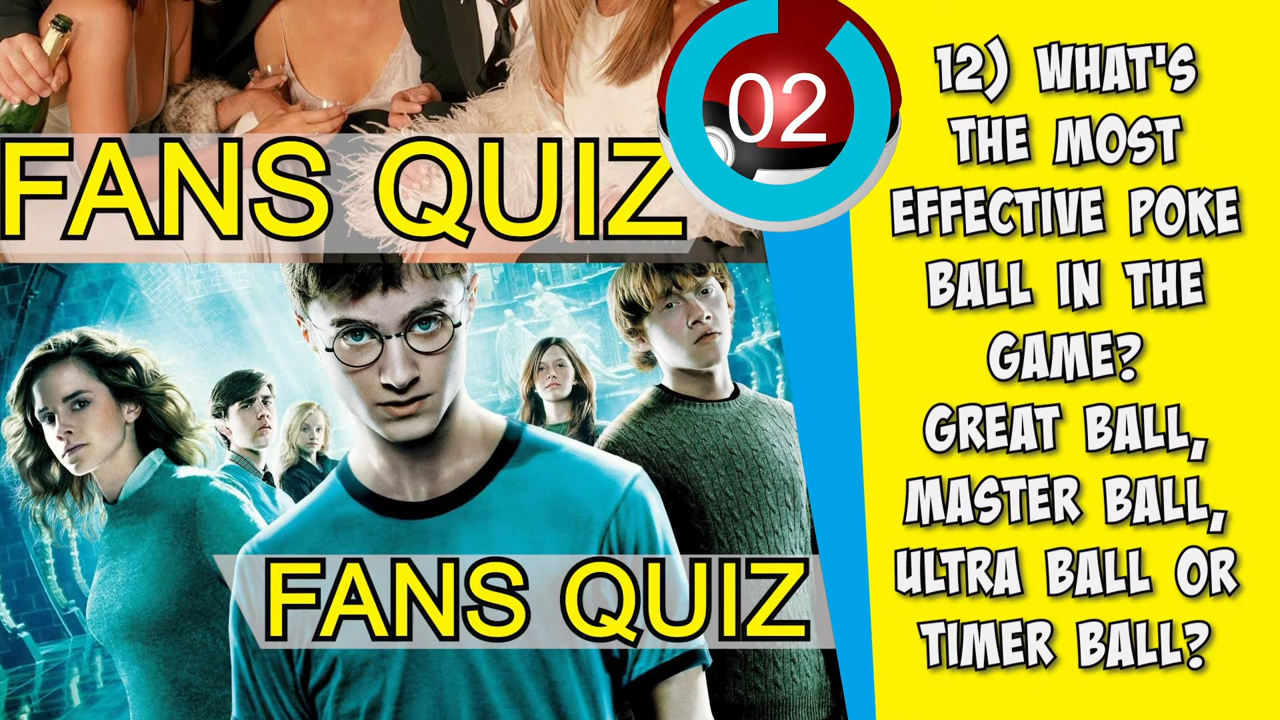 FANS QUIZ
FANS QUIZ
02
12) WHAT'S
THE MOST
EFFECTIVE POKE
BALL IN THE
GAME?
GREAT BALL,
MASTER BALL,
ULTRA BALL OR
TIMER BALL?